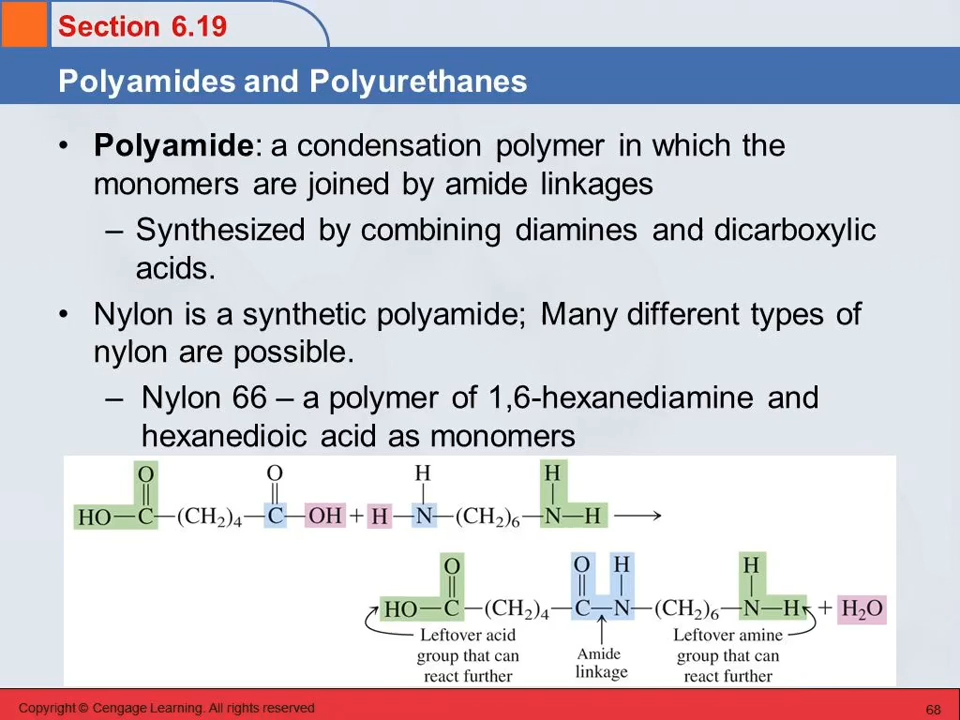 Section 6.19
Polyamides and Polyurethanes
• Polyamide: a condensation polymer in which the
monomers are joined by amide linkages
– Synthesized by combining diamines and dicarboxylic
acids.
• Nylon is a synthetic polyamide; Many different types of
nylon are possible.
– Nylon 66 – a polymer of 1,6-hexanediamine and
hexanedioic acid as monomers
O O H H
HO—C—(CH₂)₄—C—OH + H—N—(CH₂)₆—N—H ⟶
O O H H
HO—C—(CH₂)₄—C—N—(CH₂)₆—N—H + H₂O
Leftover acid Amide Leftover amine
group that can linkage group that can
react further react further
Copyright © Cengage Learning. All rights reserved 68